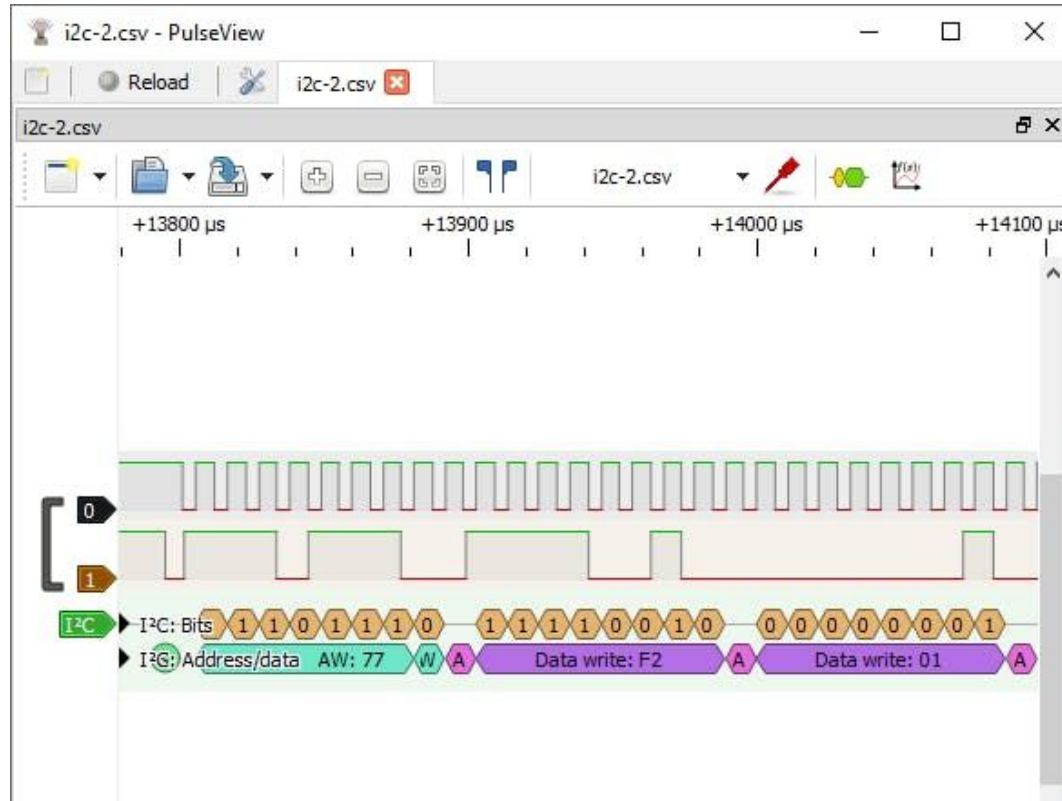 i2c-2.csv - PulseView
Reload i2c-2.csv
i2c-2.csv
i2c-2.csv
+13800 µs +13900 µs +14000 µs +14100 µs
0
1
I²C I²C: Bits 1 1 0 1 1 1 0 1 1 1 1 0 0 1 0 0 0 0 0 0 0 0 1
Address/data AW: 77 W A Data write: F2 A Data write: 01 A